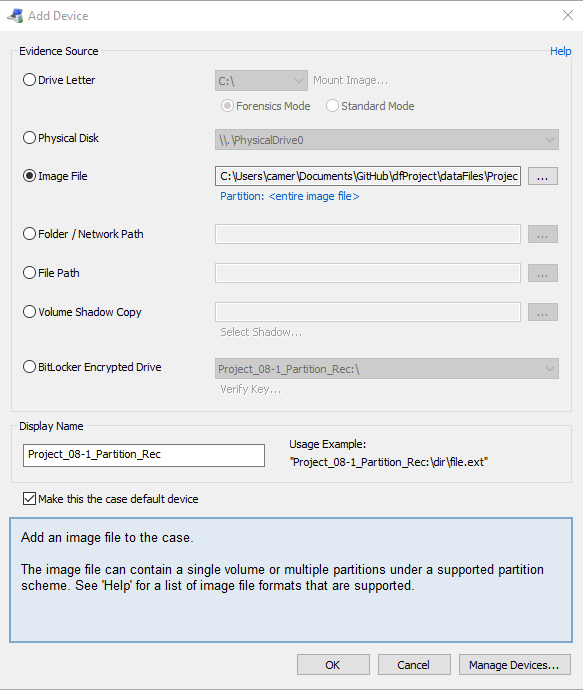 Add Device
Evidence Source
Help
Drive Letter
C:\
Mount Image...
Forensics Mode
Standard Mode
Physical Disk
\\.\PhysicalDrive0
Image File
C:\Users\camer\Documents\GitHub\dfProject\dataFiles\Projec
...
Partition: <entire image file>
Folder / Network Path
...
File Path
...
Volume Shadow Copy
...
Select Shadow...
BitLocker Encrypted Drive
Project_08-1_Partition_Rec:\
Verify Key...
Display Name
Project_08-1_Partition_Rec
Usage Example:
"Project_08-1_Partition_Rec:\dir\file.ext"
Make this the case default device
Add an image file to the case.
The image file can contain a single volume or multiple partitions under a supported partition
scheme. See 'Help' for a list of image file formats that are supported.
OK
Cancel
Manage Devices...